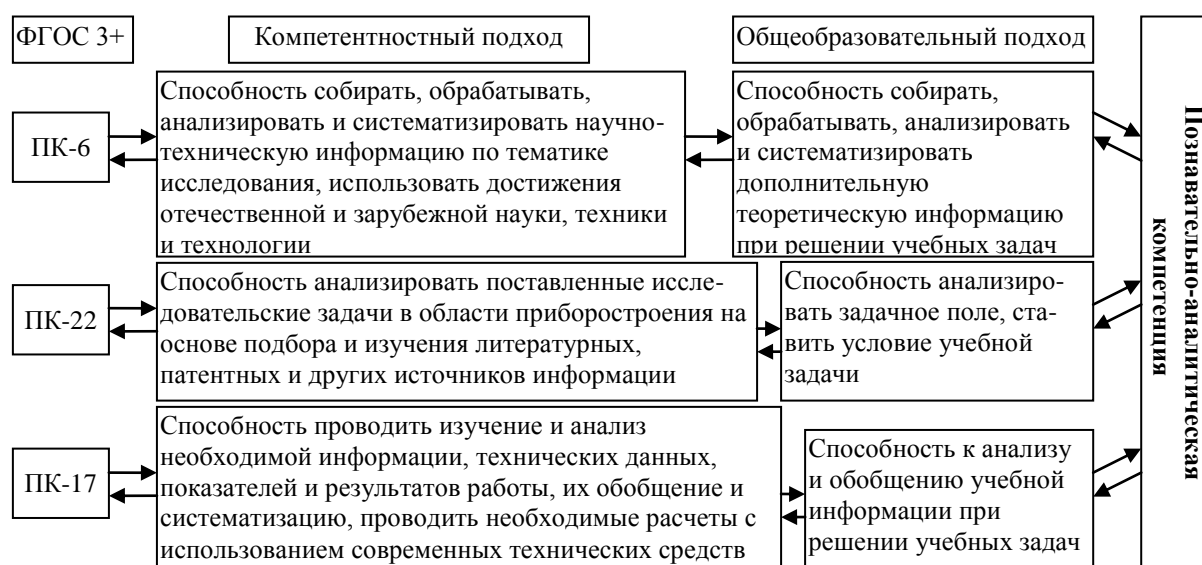 ФГОС 3+
Компетентностный подход
Общеобразовательный подход
ПК-6
Способность собирать, обрабатывать,
анализировать и систематизировать научно-
техническую информацию по тематике
исследования, использовать достижения
отечественной и зарубежной науки, техники
и технологии
Способность собирать,
обрабатывать, анализировать
и систематизировать
дополнительную
теоретическую информацию
при решении учебных задач
ПК-22
Способность анализировать поставленные иссле-
довательские задачи в области приборостроения на
основе подбора и изучения литературных,
патентных и других источников информации
Способность анализиро-
вать задачное поле, ста-
вить условие учебной
задачи
ПК-17
Способность проводить изучение и анализ
необходимой информации, технических данных,
показателей и результатов работы, их обобщение и
систематизацию, проводить необходимые расчеты с
использованием современных технических средств
Способность к анализу
и обобщению учебной
информации при
решении учебных задач
Познавательно-аналитическая
компетенция